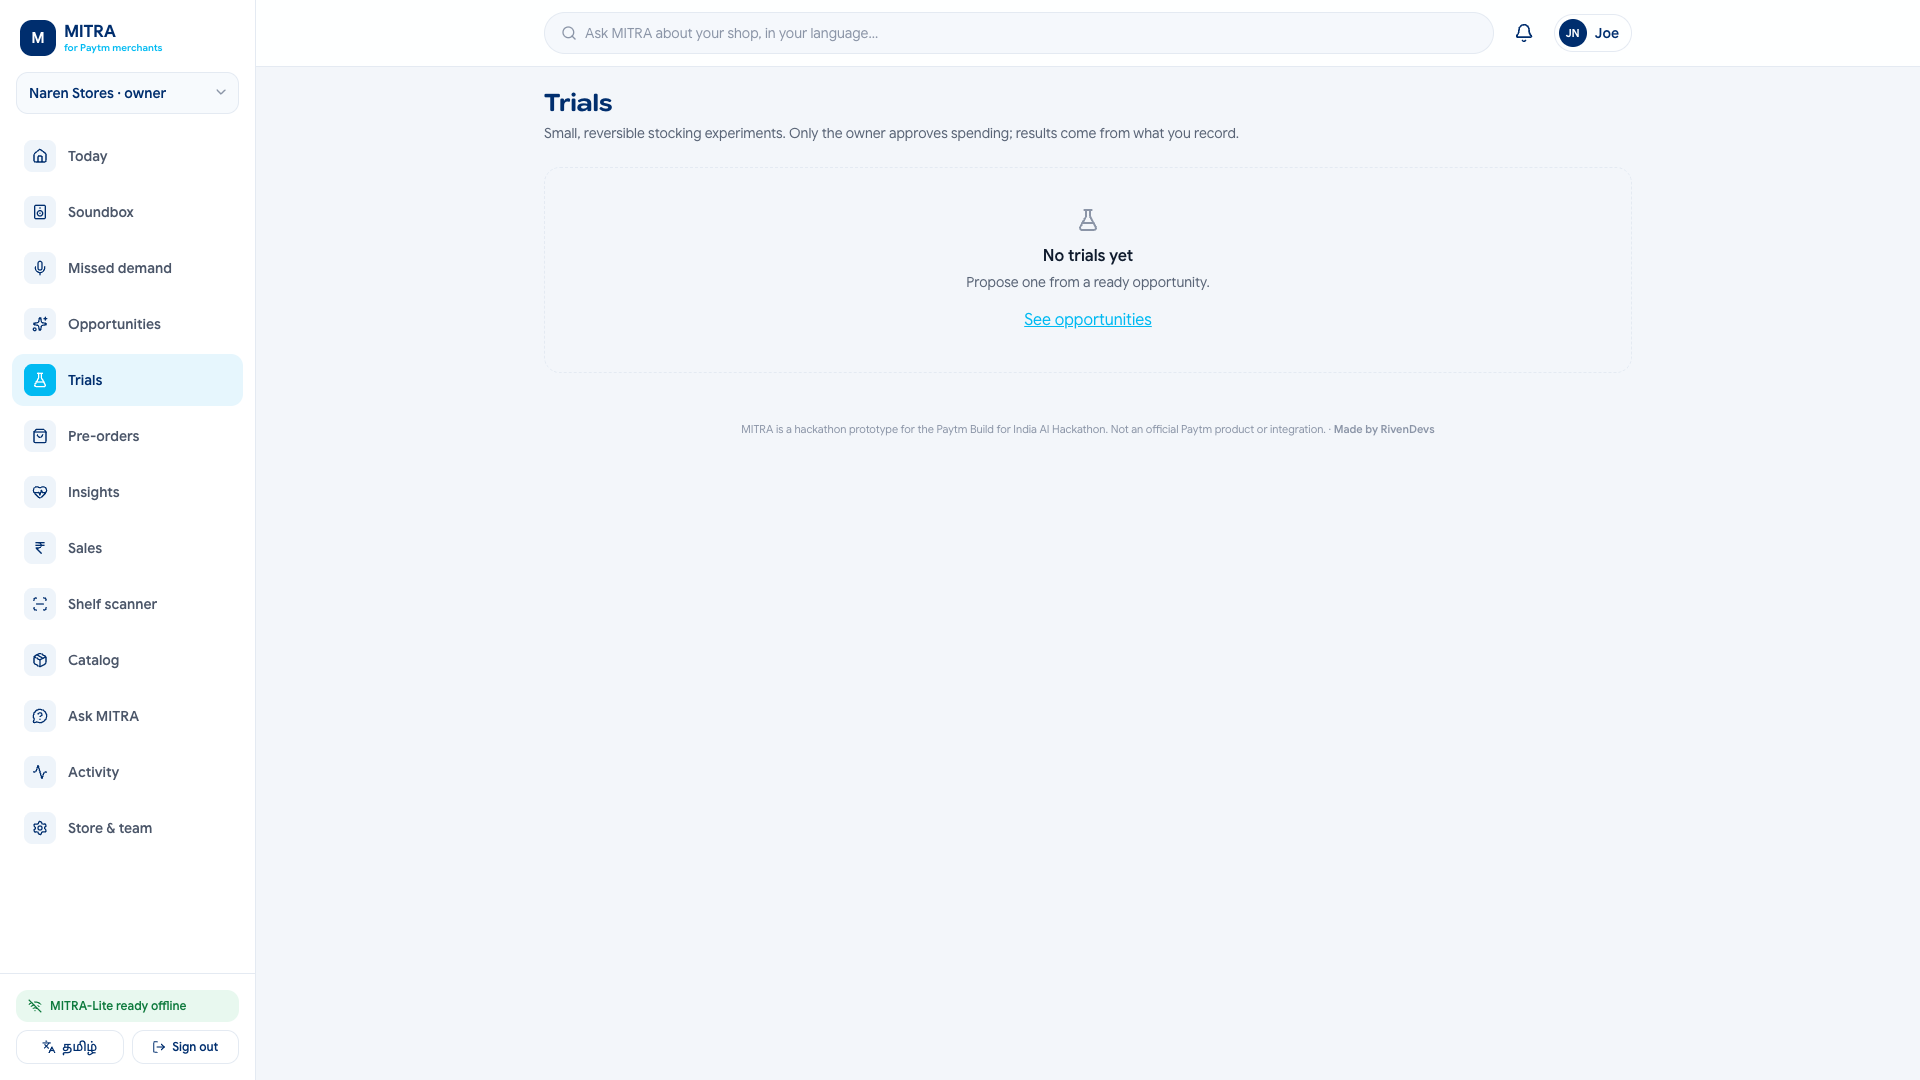 M
MITRA
for Paytm merchants
Naren Stores · owner
Today
Soundbox
Missed demand
Opportunities
Trials
Pre-orders
Insights
Sales
Shelf scanner
Catalog
Ask MITRA
Activity
Store & team
MITRA-Lite ready offline
தமிழ்
Sign out
Ask MITRA about your shop, in your language...
JN
Joe
Trials
Small, reversible stocking experiments. Only the owner approves spending; results come from what you record.
No trials yet
Propose one from a ready opportunity.
See opportunities
MITRA is a hackathon prototype for the Paytm Build for India AI Hackathon. Not an official Paytm product or integration. · Made by RivenDevs